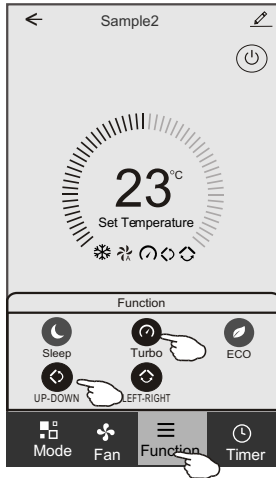 Sample2
23°C
Set Temperature
A
Function
Sleep Turbo ECO
UP-DOWN LEFT-RIGHT
Mode Fan Function Timer